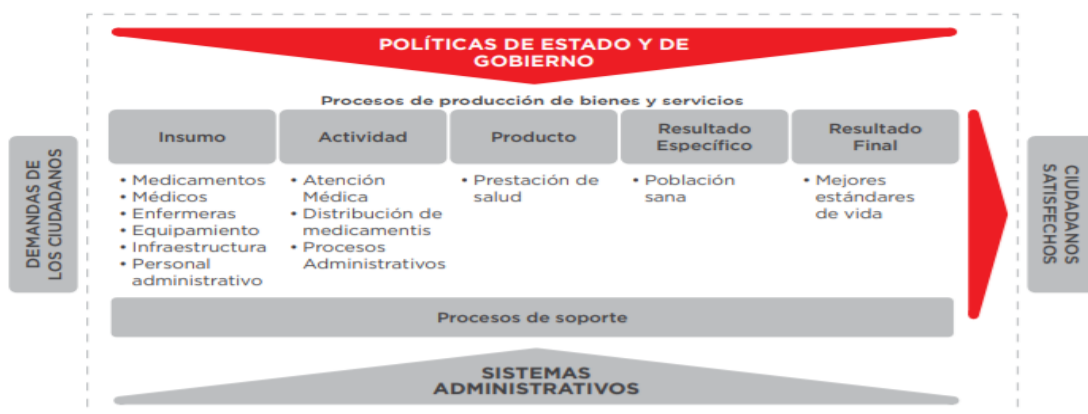 POLÍTICAS DE ESTADO Y DE
GOBIERNO
Procesos de producción de bienes y servicios
DEMANDAS DE
LOS CIUDADANOS
Insumo
• Medicamentos
• Médicos
• Enfermeras
• Equipamiento
• Infraestructura
• Personal
administrativo
Actividad
• Atención
Médica
• Distribución de
medicamentis
• Procesos
Administrativos
Producto
• Prestación de
salud
Resultado
Específico
• Población
sana
Resultado
Final
• Mejores
estándares
de vida
CIUDADANOS
SATISFECHOS
Procesos de soporte
SISTEMAS
ADMINISTRATIVOS